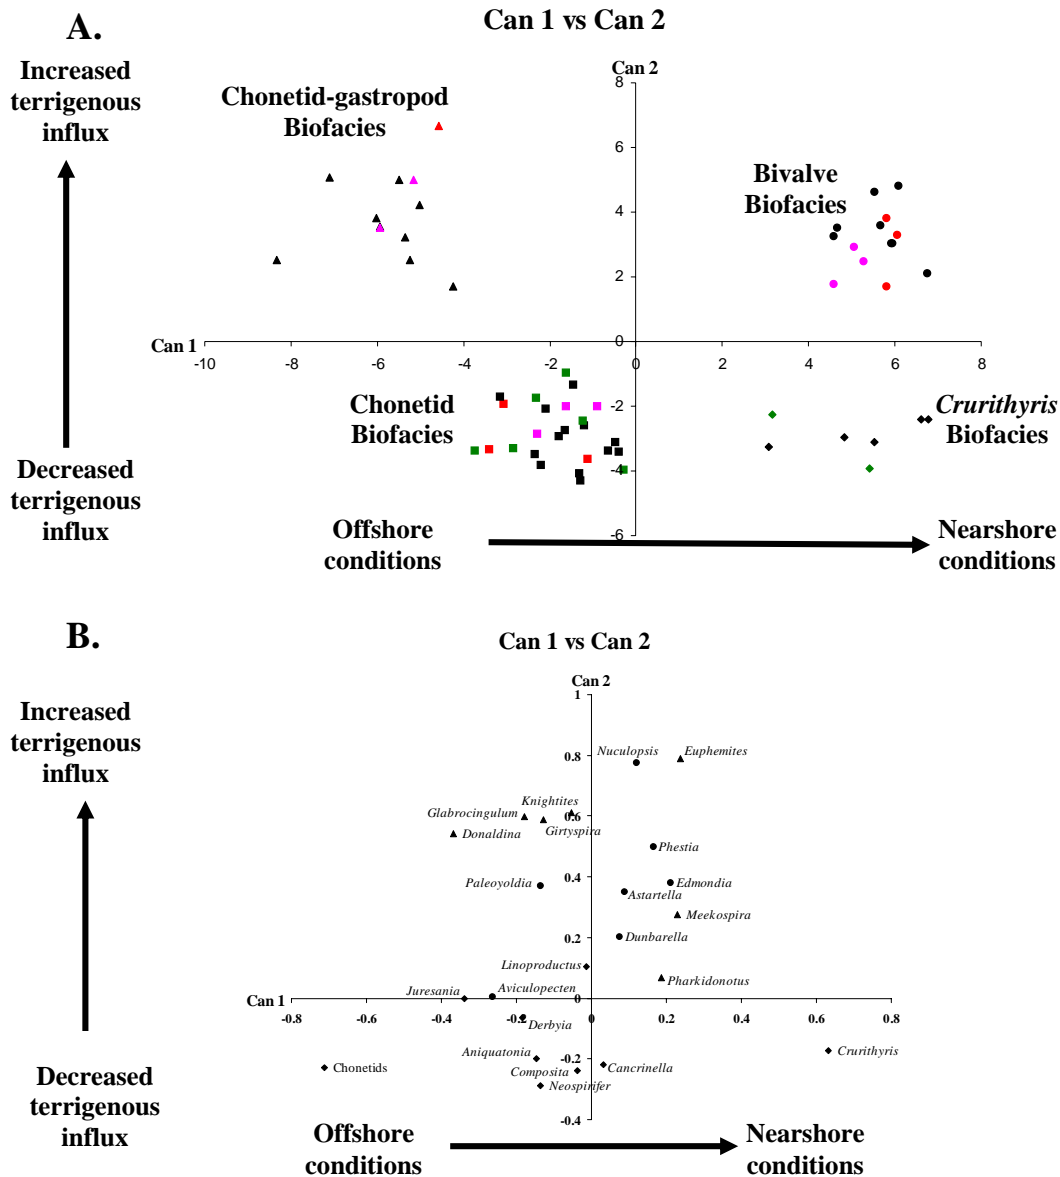 A.
Can 1 vs Can 2
Increased
terrigenous
influx
Can 2
8
Chonetid-gastropod
Biofacies
6
Bivalve
Biofacies
4
2
Can 1
0
-10
-8
-6
-4
-2
0
2
4
6
8
Chonetid
Biofacies
-2
Crurithyris
Biofacies
-4
Decreased
terrigenous
influx
-6
Offshore
conditions
Nearshore
conditions
B.
Can 1 vs Can 2
Can 2
Increased
terrigenous
influx
1
0.8
Nuculopsis
Euphemites
Knightites
Glabrocingulum
0.6
Girtyspira
Donaldina
Phestia
Paleoyoldia
Edmondia
0.4
Astartella
Meekospira
Dunbarella
0.2
Linoproductus
Pharkidonotus
Juresania
Aviculopecten
Can 1
0
-0.8
-0.6
-0.4
-0.2
0
0.2
0.4
0.6
0.8
Derbyia
Aniquatonia
Crurithyris
-0.2
Chonetids
Composita
Cancrinella
Neospirifer
-0.4
Decreased
terrigenous
influx
Offshore
conditions
Nearshore
conditions